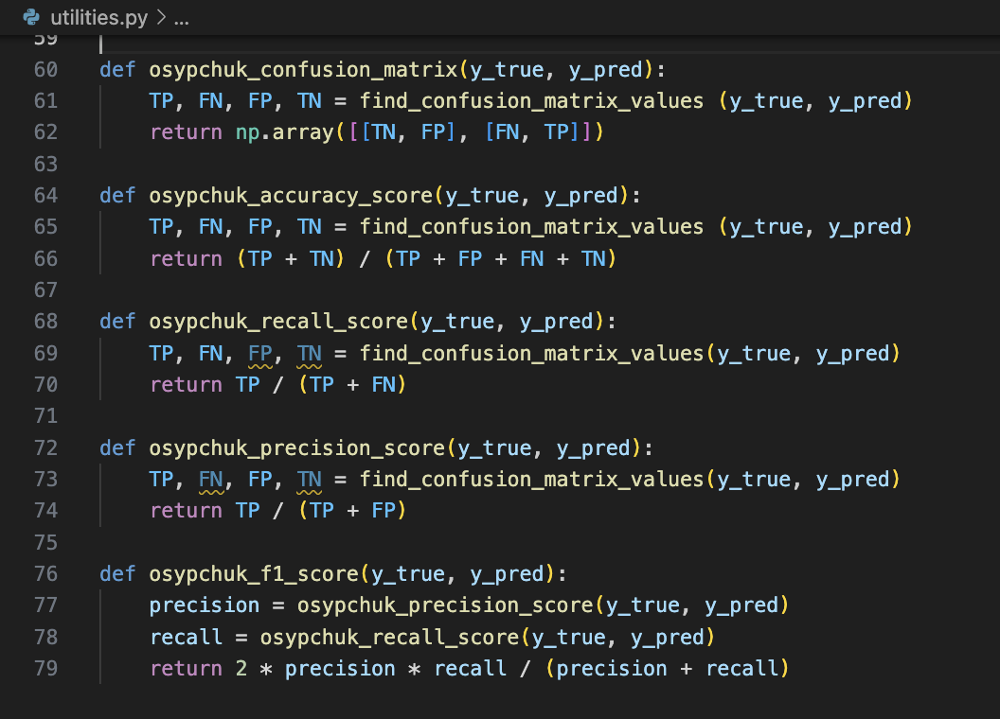 utilities.py > ...
59
60 def osypchuk_confusion_matrix(y_true, y_pred):
61     TP, FN, FP, TN = find_confusion_matrix_values (y_true, y_pred)
62     return np.array([[TN, FP], [FN, TP]])
63
64 def osypchuk_accuracy_score(y_true, y_pred):
65     TP, FN, FP, TN = find_confusion_matrix_values (y_true, y_pred)
66     return (TP + TN) / (TP + FP + FN + TN)
67
68 def osypchuk_recall_score(y_true, y_pred):
69     TP, FN, FP, TN = find_confusion_matrix_values(y_true, y_pred)
70     return TP / (TP + FN)
71
72 def osypchuk_precision_score(y_true, y_pred):
73     TP, FN, FP, TN = find_confusion_matrix_values(y_true, y_pred)
74     return TP / (TP + FP)
75
76 def osypchuk_f1_score(y_true, y_pred):
77     precision = osypchuk_precision_score(y_true, y_pred)
78     recall = osypchuk_recall_score(y_true, y_pred)
79     return 2 * precision * recall / (precision + recall)